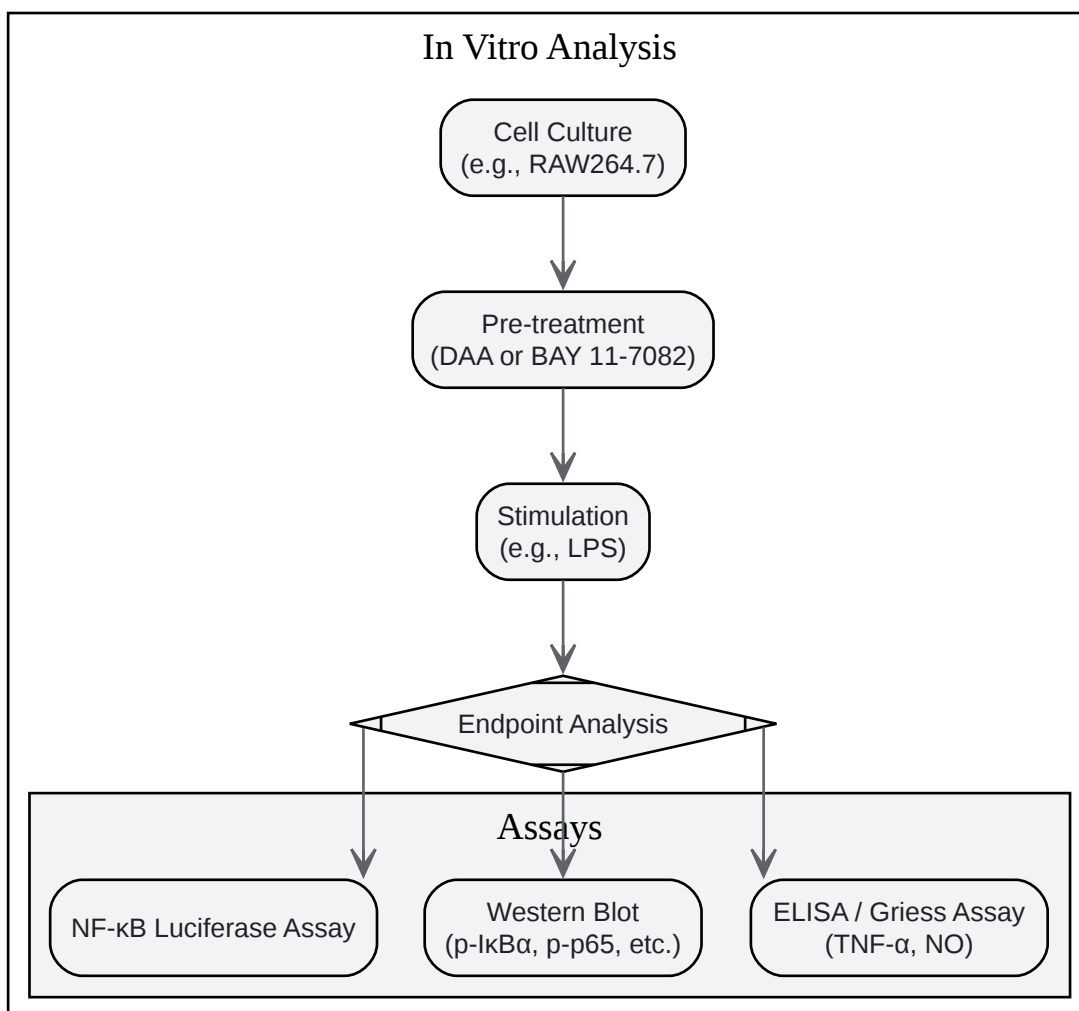 In Vitro Analysis
Cell Culture
(e.g., RAW264.7)
Pre-treatment
(DAA or BAY 11-7082)
Stimulation
(e.g., LPS)
Endpoint Analysis
Assays
NF-κB Luciferase Assay
Western Blot
(p-IκBα, p-p65, etc.)
ELISA / Griess Assay
(TNF-α, NO)